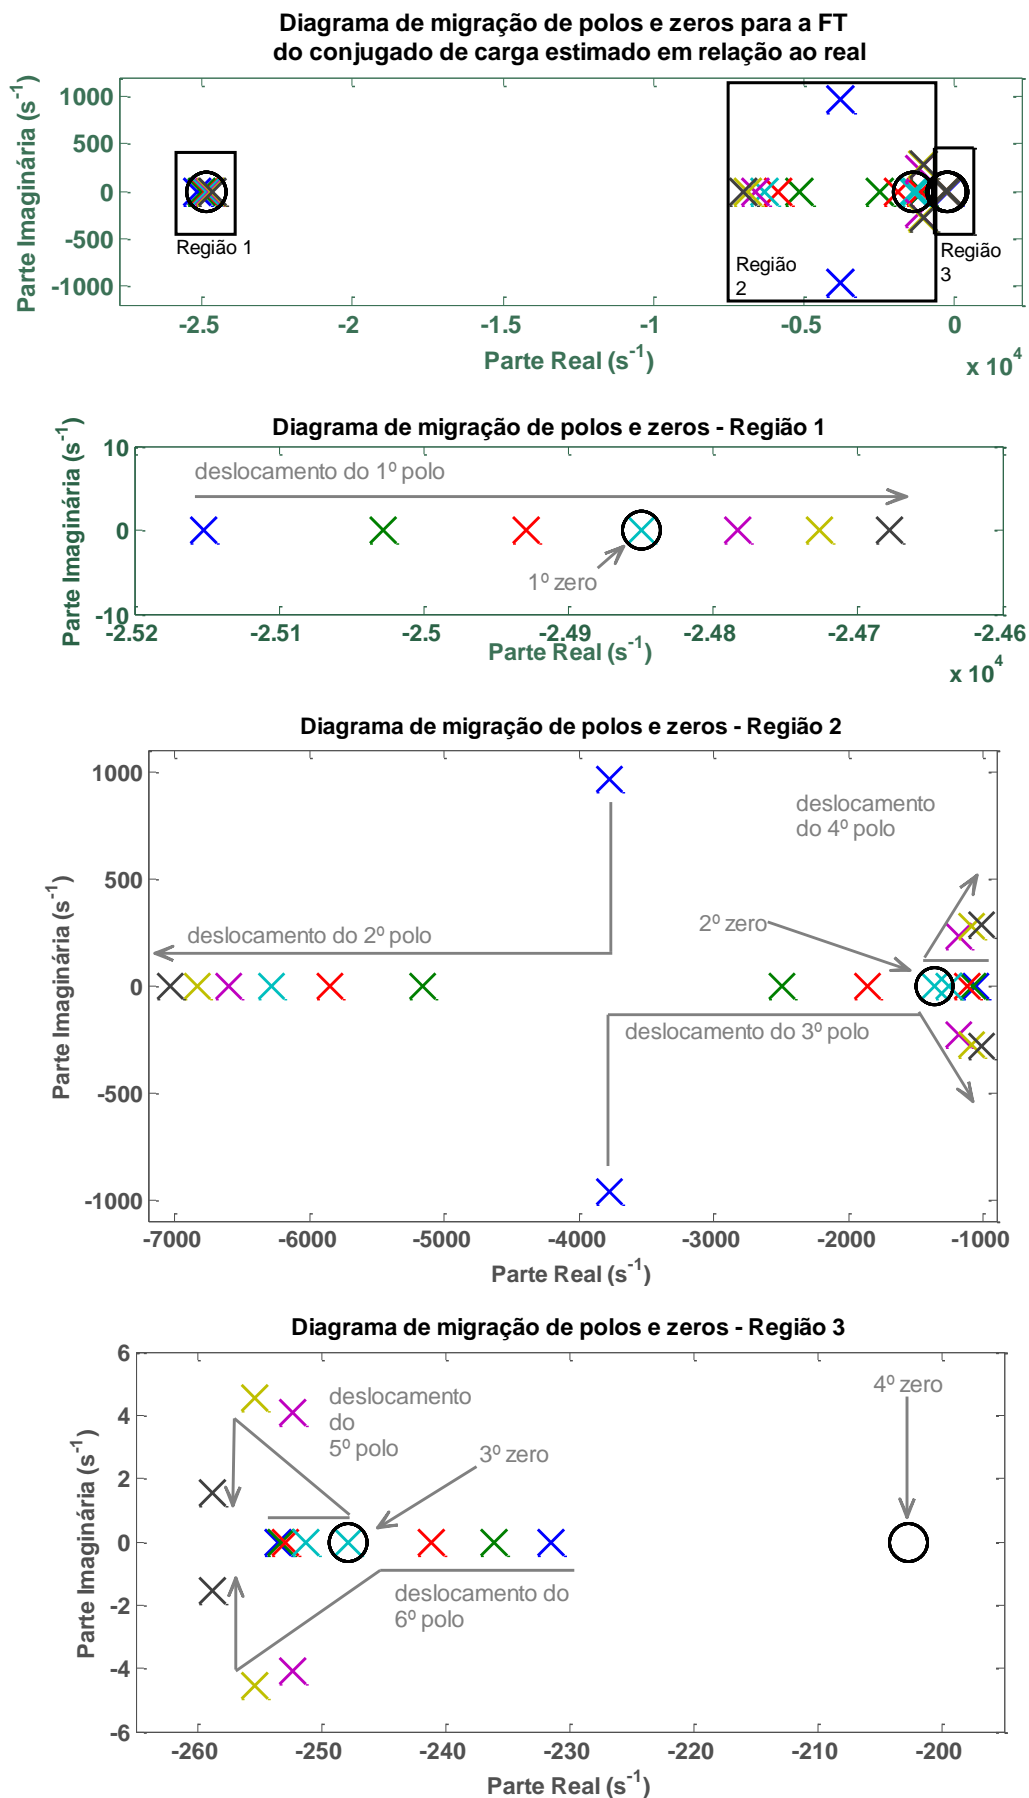 Diagrama de migração de polos e zeros para a FT
do conjugado de carga estimado em relação ao real
Parte Imaginária (s⁻¹)
1000
500
0
-500
-1000
Região 1
Região
2
Região
3
-2.5
-2
-1.5
-1
-0.5
0
Parte Real (s⁻¹)
x 10⁴
Diagrama de migração de polos e zeros - Região 1
Parte Imaginária (s⁻¹)
10
0
-10
deslocamento do 1º polo
1º zero
-2.52
-2.51
-2.5
-2.49
-2.48
-2.47
-2.46
Parte Real (s⁻¹)
x 10⁴
Diagrama de migração de polos e zeros - Região 2
Parte Imaginária (s⁻¹)
1000
500
0
-500
-1000
deslocamento
do 4º polo
2º zero
deslocamento do 2º polo
deslocamento do 3º polo
-7000
-6000
-5000
-4000
-3000
-2000
-1000
Parte Real (s⁻¹)
Diagrama de migração de polos e zeros - Região 3
Parte Imaginária (s⁻¹)
6
4
2
0
-2
-4
-6
deslocamento
do
5º polo
3º zero
4º zero
deslocamento do
6º polo
-260
-250
-240
-230
-220
-210
-200
Parte Real (s⁻¹)